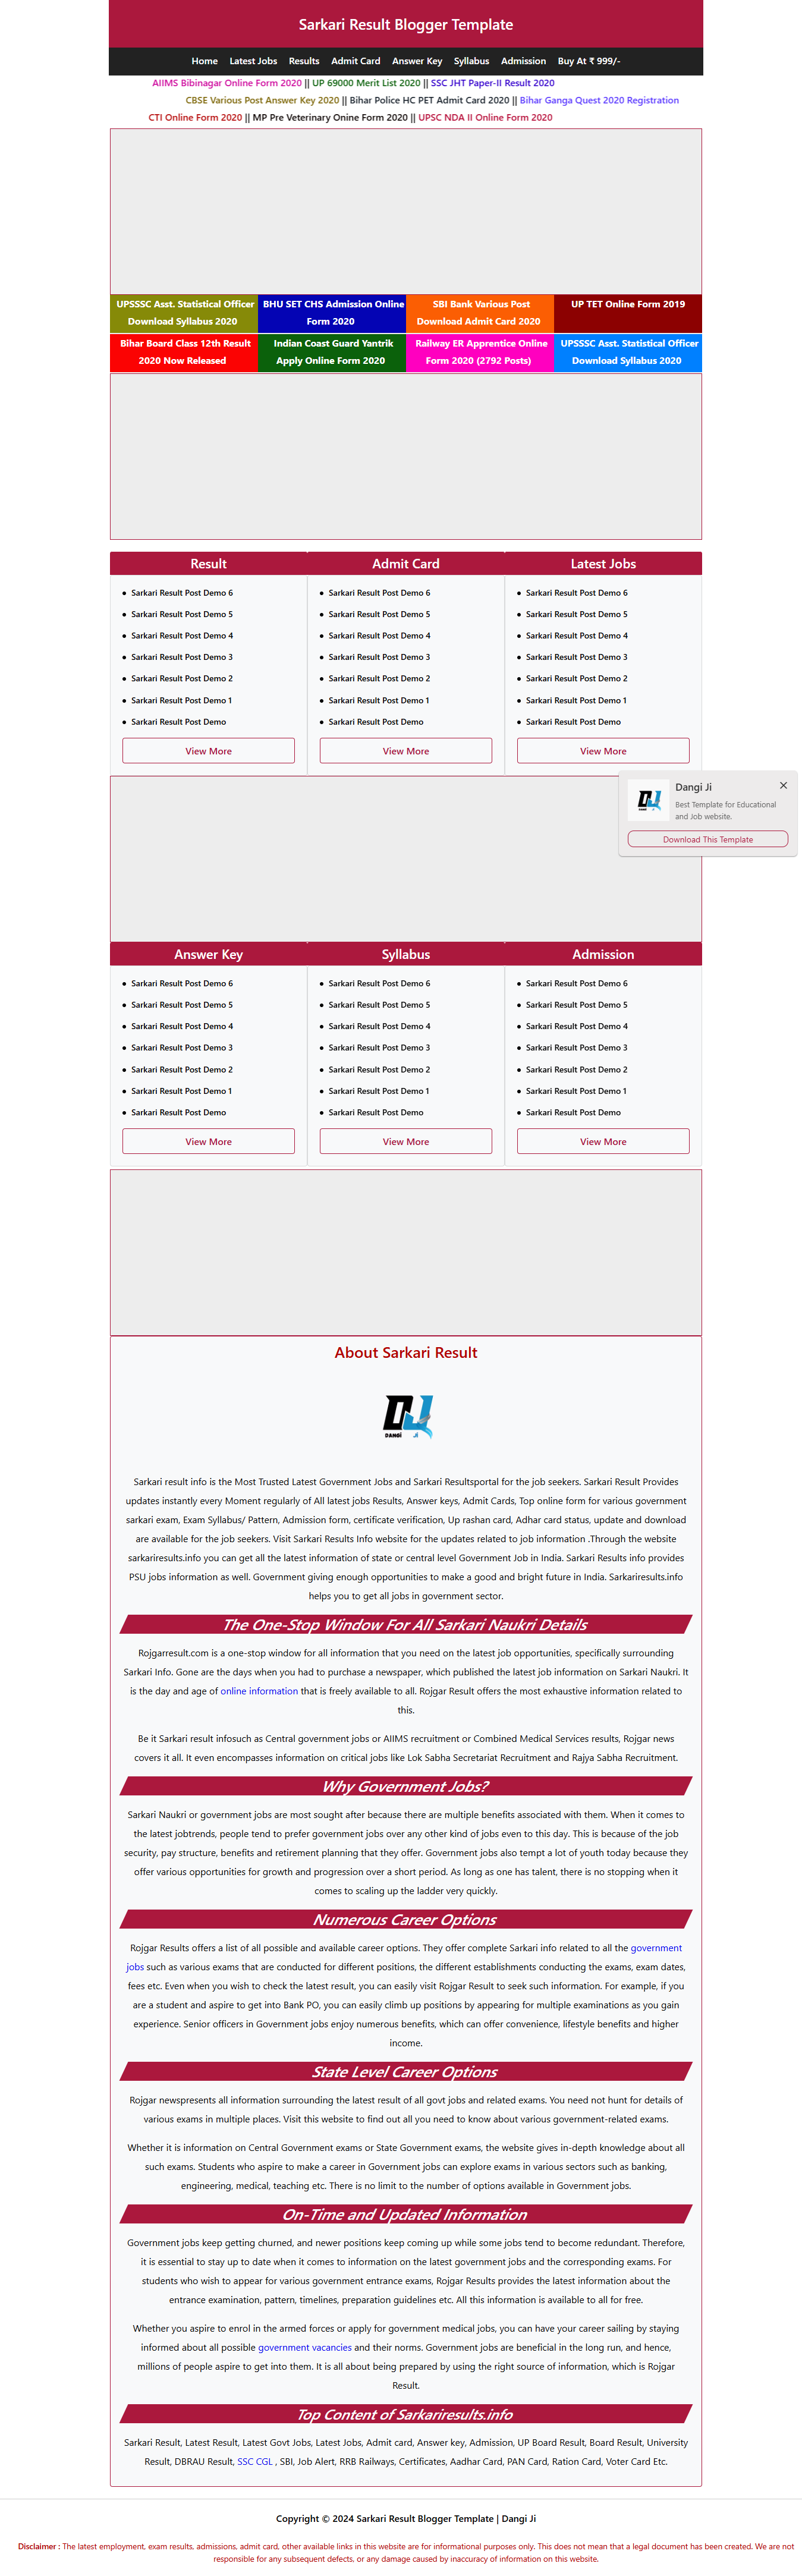 Sarkari Result Blogger Template
Home Latest Jobs Results Admit Card Answer Key Syllabus Admission Buy At ₹ 999/-
AIIMS Bibinagar Online Form 2020 || UP 69000 Merit List 2020 || SSC JHT Paper-II Result 2020
CBSE Various Post Answer Key 2020 || Bihar Police HC PET Admit Card 2020 || Bihar Ganga Quest 2020 Registration
CTI Online Form 2020 || MP Pre Veterinary Onine Form 2020 || UPSC NDA II Online Form 2020
UPSSSC Asst. Statistical Officer
Download Syllabus 2020
BHU SET CHS Admission Online
Form 2020
SBI Bank Various Post
Download Admit Card 2020
UP TET Online Form 2019
Bihar Board Class 12th Result
2020 Now Released
Indian Coast Guard Yantrik
Apply Online Form 2020
Railway ER Apprentice Online
Form 2020 (2792 Posts)
UPSSSC Asst. Statistical Officer
Download Syllabus 2020
Result
Sarkari Result Post Demo 6
Sarkari Result Post Demo 5
Sarkari Result Post Demo 4
Sarkari Result Post Demo 3
Sarkari Result Post Demo 2
Sarkari Result Post Demo 1
Sarkari Result Post Demo
View More
Admit Card
Sarkari Result Post Demo 6
Sarkari Result Post Demo 5
Sarkari Result Post Demo 4
Sarkari Result Post Demo 3
Sarkari Result Post Demo 2
Sarkari Result Post Demo 1
Sarkari Result Post Demo
View More
Latest Jobs
Sarkari Result Post Demo 6
Sarkari Result Post Demo 5
Sarkari Result Post Demo 4
Sarkari Result Post Demo 3
Sarkari Result Post Demo 2
Sarkari Result Post Demo 1
Sarkari Result Post Demo
View More
Dangi Ji
Best Template for Educational
and Job website.
Download This Template
Answer Key
Sarkari Result Post Demo 6
Sarkari Result Post Demo 5
Sarkari Result Post Demo 4
Sarkari Result Post Demo 3
Sarkari Result Post Demo 2
Sarkari Result Post Demo 1
Sarkari Result Post Demo
View More
Syllabus
Sarkari Result Post Demo 6
Sarkari Result Post Demo 5
Sarkari Result Post Demo 4
Sarkari Result Post Demo 3
Sarkari Result Post Demo 2
Sarkari Result Post Demo 1
Sarkari Result Post Demo
View More
Admission
Sarkari Result Post Demo 6
Sarkari Result Post Demo 5
Sarkari Result Post Demo 4
Sarkari Result Post Demo 3
Sarkari Result Post Demo 2
Sarkari Result Post Demo 1
Sarkari Result Post Demo
View More
About Sarkari Result
DJ
DANGI JI
Sarkari result info is the Most Trusted Latest Government Jobs and Sarkari Resultsportal for the job seekers. Sarkari Result Provides
updates instantly every Moment regularly of All latest jobs Results, Answer keys, Admit Cards, Top online form for various government
sarkari exam, Exam Syllabus/ Pattern, Admission form, certificate verification, Up rashan card, Adhar card status, update and download
are available for the job seekers. Visit Sarkari Results Info website for the updates related to job information .Through the website
sarkariresults.info you can get all the latest information of state or central level Government Job in India. Sarkari Results info provides
PSU jobs information as well. Government giving enough opportunities to make a good and bright future in India. Sarkariresults.info
helps you to get all jobs in government sector.
The One-Stop Window For All Sarkari Naukri Details
Rojgarresult.com is a one-stop window for all information that you need on the latest job opportunities, specifically surrounding
Sarkari Info. Gone are the days when you had to purchase a newspaper, which published the latest job information on Sarkari Naukri. It
is the day and age of online information that is freely available to all. Rojgar Result offers the most exhaustive information related to
this.
Be it Sarkari result infosuch as Central government jobs or AIIMS recruitment or Combined Medical Services results, Rojgar news
covers it all. It even encompasses information on critical jobs like Lok Sabha Secretariat Recruitment and Rajya Sabha Recruitment.
Why Government Jobs?
Sarkari Naukri or government jobs are most sought after because there are multiple benefits associated with them. When it comes to
the latest jobtrends, people tend to prefer government jobs over any other kind of jobs even to this day. This is because of the job
security, pay structure, benefits and retirement planning that they offer. Government jobs also tempt a lot of youth today because they
offer various opportunities for growth and progression over a short period. As long as one has talent, there is no stopping when it
comes to scaling up the ladder very quickly.
Numerous Career Options
Rojgar Results offers a list of all possible and available career options. They offer complete Sarkari info related to all the government
jobs such as various exams that are conducted for different positions, the different establishments conducting the exams, exam dates,
fees etc. Even when you wish to check the latest result, you can easily visit Rojgar Result to seek such information. For example, if you
are a student and aspire to get into Bank PO, you can easily climb up positions by appearing for multiple examinations as you gain
experience. Senior officers in Government jobs enjoy numerous benefits, which can offer convenience, lifestyle benefits and higher
income.
State Level Career Options
Rojgar newspresents all information surrounding the latest result of all govt jobs and related exams. You need not hunt for details of
various exams in multiple places. Visit this website to find out all you need to know about various government-related exams.
Whether it is information on Central Government exams or State Government exams, the website gives in-depth knowledge about all
such exams. Students who aspire to make a career in Government jobs can explore exams in various sectors such as banking,
engineering, medical, teaching etc. There is no limit to the number of options available in Government jobs.
On-Time and Updated Information
Government jobs keep getting churned, and newer positions keep coming up while some jobs tend to become redundant. Therefore,
it is essential to stay up to date when it comes to information on the latest government jobs and the corresponding exams. For
students who wish to appear for various government entrance exams, Rojgar Results provides the latest information about the
entrance examination, pattern, timelines, preparation guidelines etc. All this information is available to all for free.
Whether you aspire to enrol in the armed forces or apply for government medical jobs, you can have your career sailing by staying
informed about all possible government vacancies and their norms. Government jobs are beneficial in the long run, and hence,
millions of people aspire to get into them. It is all about being prepared by using the right source of information, which is Rojgar
Result.
Top Content of Sarkariresults.info
Sarkari Result, Latest Result, Latest Govt Jobs, Latest Jobs, Admit card, Answer key, Admission, UP Board Result, Board Result, University
Result, DBRAU Result, SSC CGL , SBI, Job Alert, RRB Railways, Certificates, Aadhar Card, PAN Card, Ration Card, Voter Card Etc.
Copyright © 2024 Sarkari Result Blogger Template | Dangi Ji
Disclaimer : The latest employment, exam results, admissions, admit card, other available links in this website are for informational purposes only. This does not mean that a legal document has been created. We are not
responsible for any subsequent defects, or any damage caused by inaccuracy of information on this website.